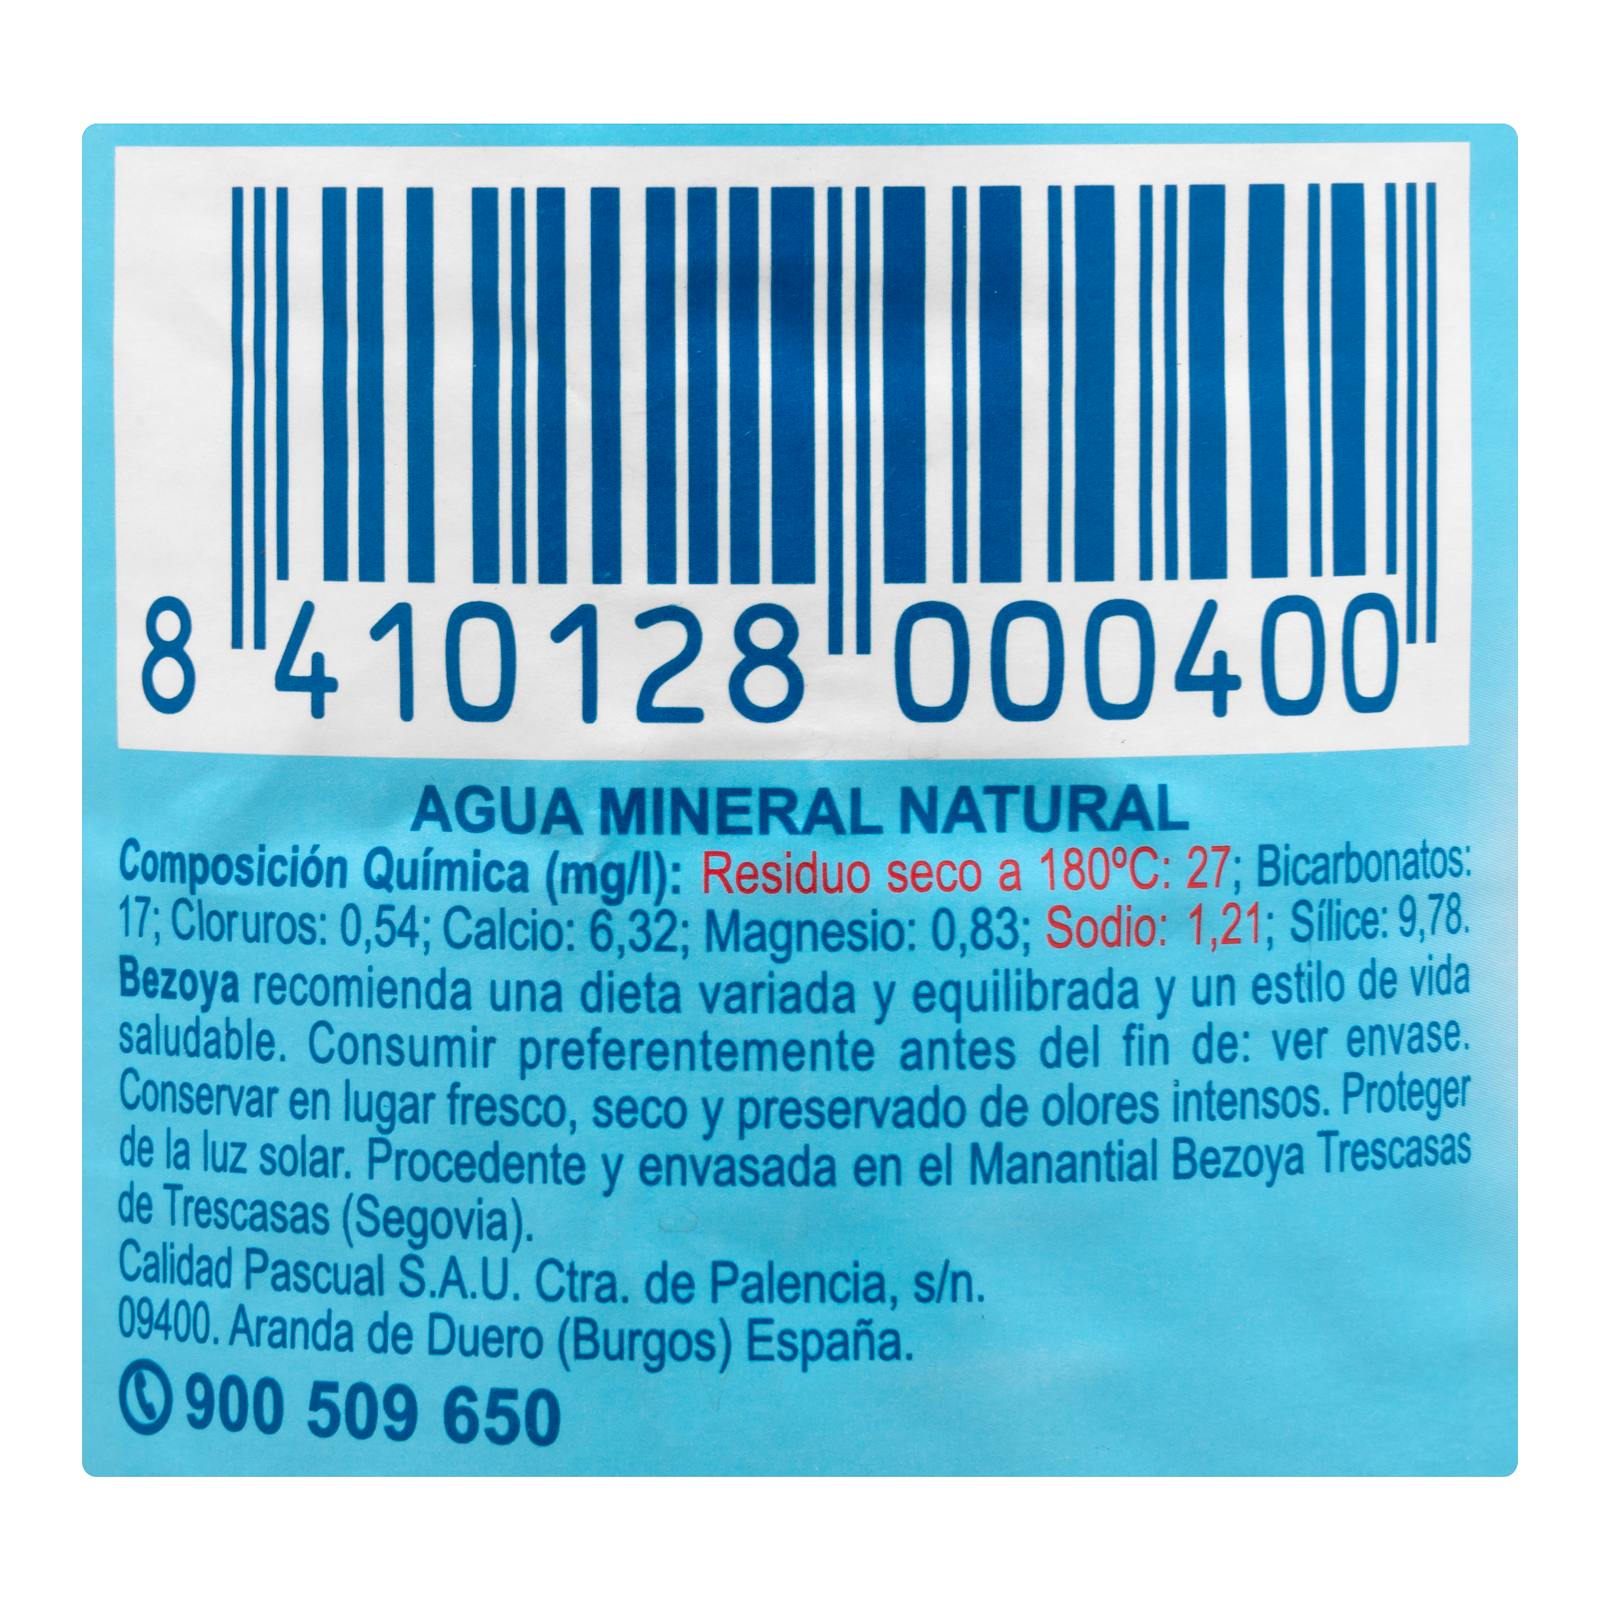 8 410128 000400
AGUA MINERAL NATURAL
Composición Química (mg/l): Residuo seco a 180ºC: 27; Bicarbonatos:
17; Cloruros: 0,54; Calcio: 6,32; Magnesio: 0,83; Sodio: 1,21; Sílice: 9,78.
Bezoya recomienda una dieta variada y equilibrada y un estilo de vida
saludable. Consumir preferentemente antes del fin de: ver envase.
Conservar en lugar fresco, seco y preservado de olores intensos. Proteger
de la luz solar. Procedente y envasada en el Manantial Bezoya Trescasas
de Trescasas (Segovia).
Calidad Pascual S.A.U. Ctra. de Palencia, s/n.
09400. Aranda de Duero (Burgos) España.
900 509 650